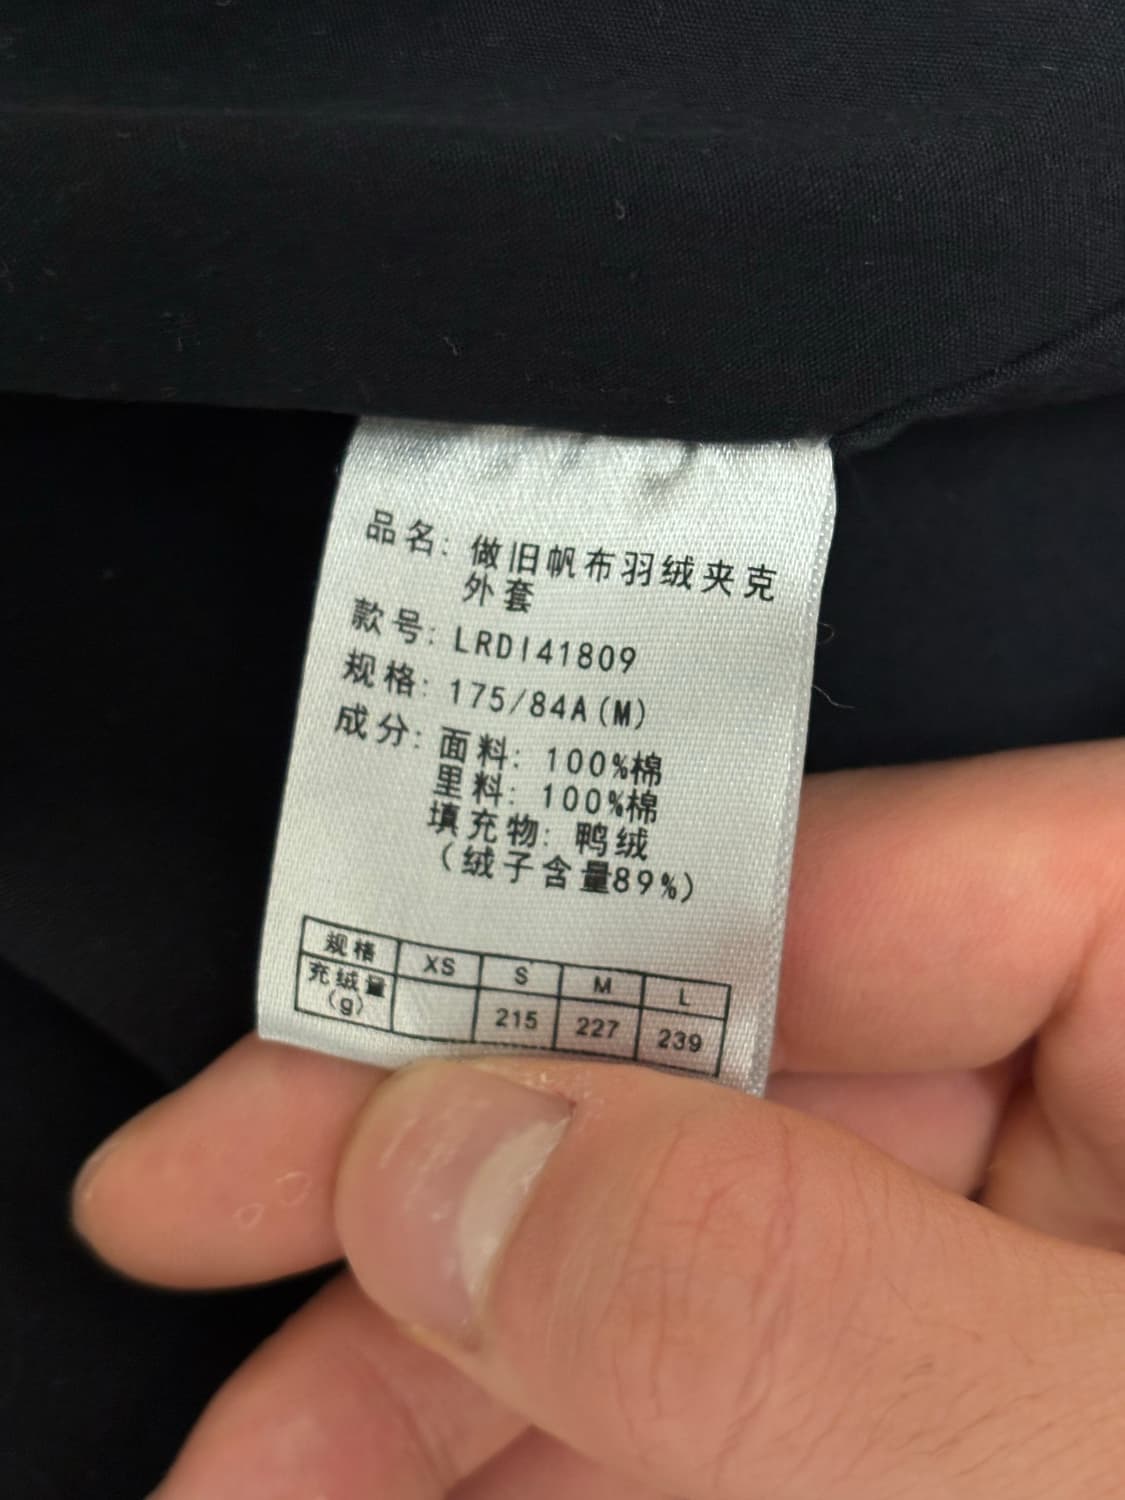 品名: 做旧帆布羽绒夹克
外套
款号: LRDI41809
规格: 175/84A(M)
成分: 面料: 100%棉
里料: 100%棉
填充物: 鸭绒
(绒子含量89%)
规格 XS S M L
充绒量(g) 215 227 239